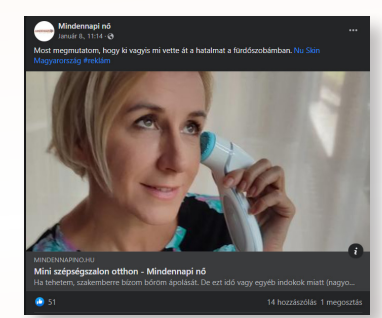 Mindennapi nő
Január 8., 11:14 ·
Most megmutatom, hogy ki vagyis mi vette át a hatalmat a fürdőszobámban. Nu Skin
Magyarország #reklám
MINDENNAPINO.HU
Mini szépségszalon otthon - Mindennapi nő
Ha tehetem, szakemberre bízom bőröm ápolását. De ezt idő vagy egyéb indokok miatt (nagyo...
51
14 hozzászólás 1 megosztás